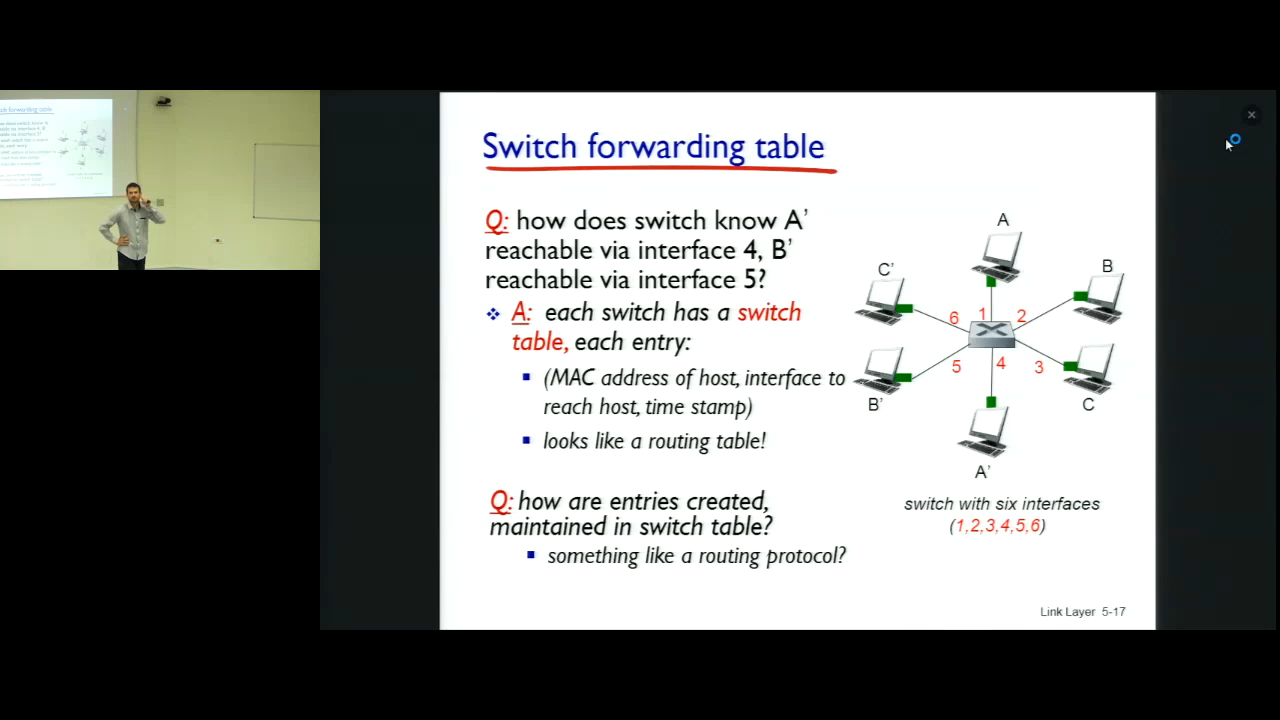 Switch forwarding table
Q: how does switch know A’
reachable via interface 4, B’
reachable via interface 5?
A: each switch has a switch
table, each entry:
(MAC address of host, interface to
reach host, time stamp)
looks like a routing table!
Q: how are entries created,
maintained in switch table?
something like a routing protocol?
A
B
C
A’
B’
C’
1
2
3
4
5
6
switch with six interfaces
(1,2,3,4,5,6)
Link Layer 5-17